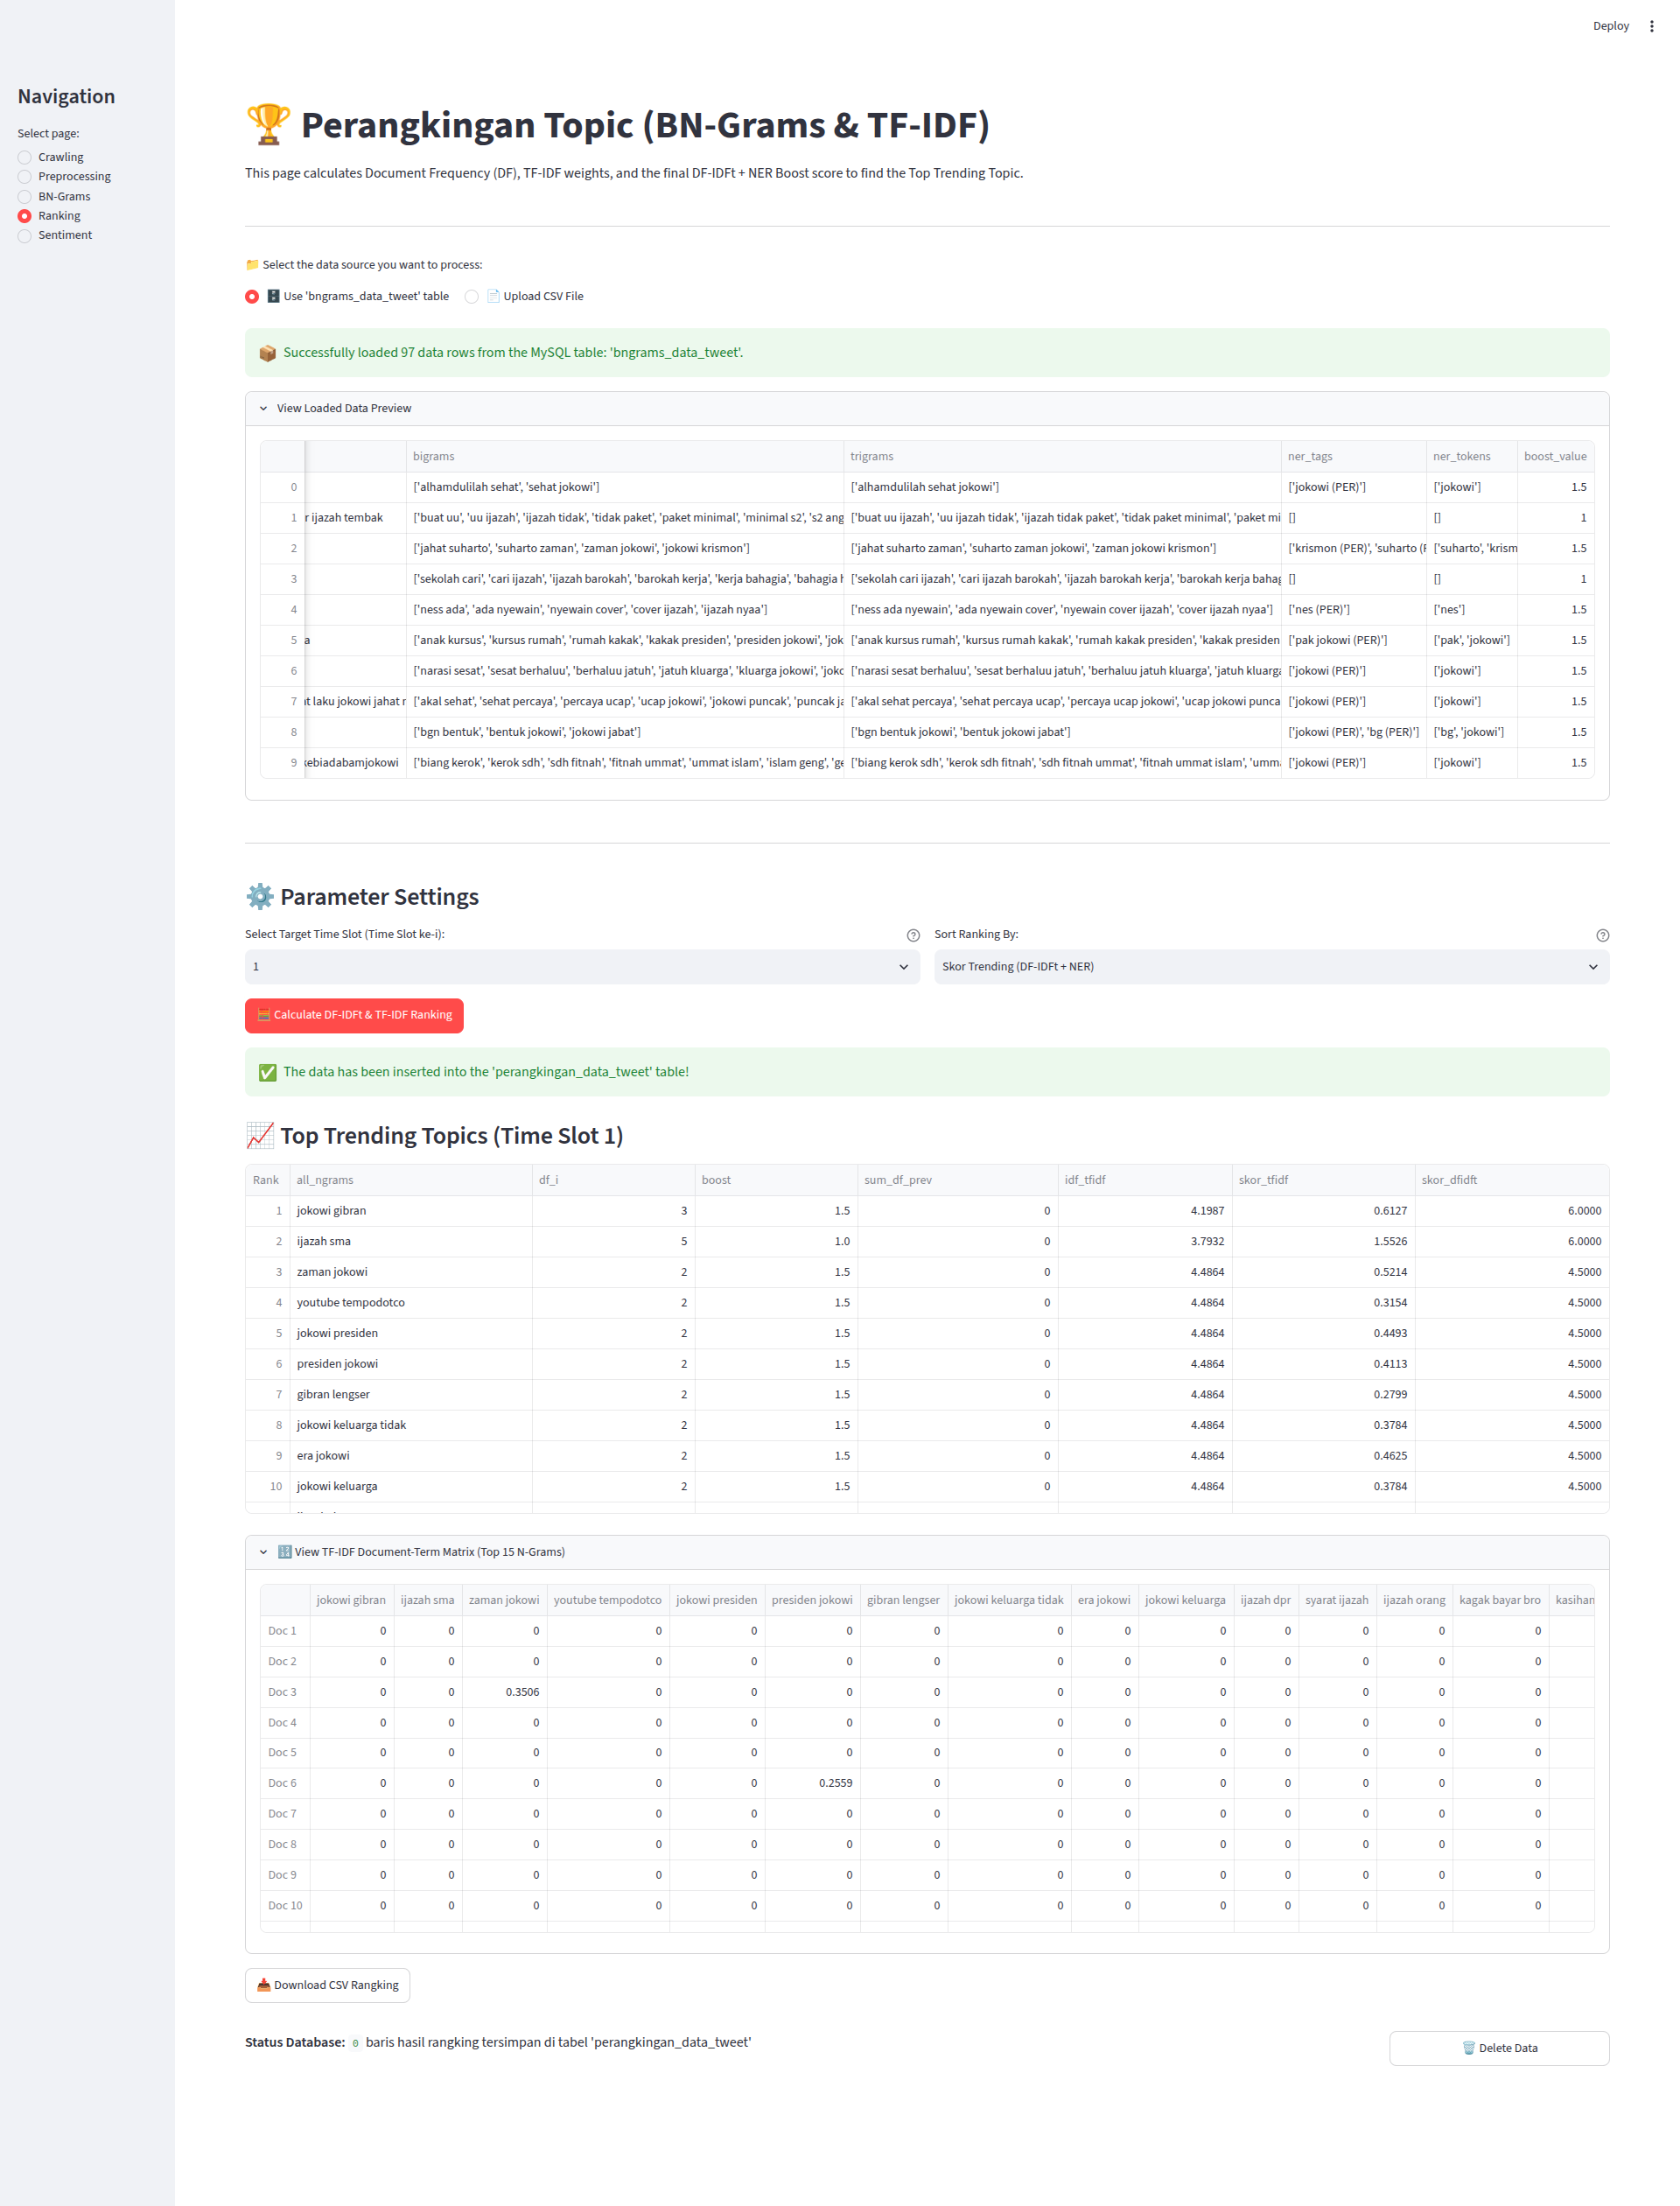 Deploy
Navigation
Select page:
Crawling
Preprocessing
BN-Grams
Ranking
Sentiment
🏆 Perangkingan Topic (BN-Grams & TF-IDF)
This page calculates Document Frequency (DF), TF-IDF weights, and the final DF-IDFt + NER Boost score to find the Top Trending Topic.
📁 Select the data source you want to process:
🗄️ Use 'bngrams_data_tweet' table 📄 Upload CSV File
📦 Successfully loaded 97 data rows from the MySQL table: 'bngrams_data_tweet'.
View Loaded Data Preview
bigrams trigrams ner_tags ner_tokens boost_value
0 ['alhamdulilah sehat', 'sehat jokowi'] ['alhamdulilah sehat jokowi'] ['jokowi (PER)'] ['jokowi'] 1.5
1 r ijazah tembak ['buat uu', 'uu ijazah', 'ijazah tidak', 'tidak paket', 'paket minimal', 'minimal s2', 's2 ang ['buat uu ijazah', 'uu ijazah tidak', 'ijazah tidak paket', 'tidak paket minimal', 'paket mi [] [] 1
2 ['jahat suharto', 'suharto zaman', 'zaman jokowi', 'jokowi krismon'] ['jahat suharto zaman', 'suharto zaman jokowi', 'zaman jokowi krismon'] ['krismon (PER)', 'suharto ( ['suharto', 'krism 1.5
3 ['sekolah cari', 'cari ijazah', 'ijazah barokah', 'barokah kerja', 'kerja bahagia', 'bahagia ['sekolah cari ijazah', 'cari ijazah barokah', 'ijazah barokah kerja', 'barokah kerja bahag [] [] 1
4 ['ness ada', 'ada nyewain', 'nyewain cover', 'cover ijazah', 'ijazah nyaa'] ['ness ada nyewain', 'ada nyewain cover', 'nyewain cover ijazah', 'cover ijazah nyaa'] ['nes (PER)'] ['nes'] 1.5
5 a ['anak kursus', 'kursus rumah', 'rumah kakak', 'kakak presiden', 'presiden jokowi', 'jok ['anak kursus rumah', 'kursus rumah kakak', 'rumah kakak presiden', 'kakak presiden ['pak jokowi (PER)'] ['pak', 'jokowi'] 1.5
6 ['narasi sesat', 'sesat berhaluu', 'berhaluu jatuh', 'jatuh kluarga', 'kluarga jokowi', 'joko ['narasi sesat berhaluu', 'sesat berhaluu jatuh', 'berhaluu jatuh kluarga', 'jatuh kluarga ['jokowi (PER)'] ['jokowi'] 1.5
7 t laku jokowi jahat r ['akal sehat', 'sehat percaya', 'percaya ucap', 'ucap jokowi', 'jokowi puncak', 'puncak ja ['akal sehat percaya', 'sehat percaya ucap', 'percaya ucap jokowi', 'ucap jokowi punca ['jokowi (PER)'] ['jokowi'] 1.5
8 ['bgn bentuk', 'bentuk jokowi', 'jokowi jabat'] ['bgn bentuk jokowi', 'bentuk jokowi jabat'] ['jokowi (PER)', 'bg (PER)'] ['bg', 'jokowi'] 1.5
9 kebiadabamjokowi ['biang kerok', 'kerok sdh', 'sdh fitnah', 'fitnah ummat', 'ummat islam', 'islam geng', 'ge ['biang kerok sdh', 'kerok sdh fitnah', 'sdh fitnah ummat', 'fitnah ummat islam', 'umm ['jokowi (PER)'] ['jokowi'] 1.5
⚙️ Parameter Settings
Select Target Time Slot (Time Slot ke-i): Sort Ranking By:
1 Skor Trending (DF-IDFt + NER)
🧮 Calculate DF-IDFt & TF-IDF Ranking
✅ The data has been inserted into the 'perangkingan_data_tweet' table!
📈 Top Trending Topics (Time Slot 1)
Rank all_ngrams df_i boost sum_df_prev idf_tfidf skor_tfidf skor_dfidft
1 jokowi gibran 3 1.5 0 4.1987 0.6127 6.0000
2 ijazah sma 5 1.0 0 3.7932 1.5526 6.0000
3 zaman jokowi 2 1.5 0 4.4864 0.5214 4.5000
4 youtube tempodotco 2 1.5 0 4.4864 0.3154 4.5000
5 jokowi presiden 2 1.5 0 4.4864 0.4493 4.5000
6 presiden jokowi 2 1.5 0 4.4864 0.4113 4.5000
7 gibran lengser 2 1.5 0 4.4864 0.2799 4.5000
8 jokowi keluarga tidak 2 1.5 0 4.4864 0.3784 4.5000
9 era jokowi 2 1.5 0 4.4864 0.4625 4.5000
10 jokowi keluarga 2 1.5 0 4.4864 0.3784 4.5000
🔢 View TF-IDF Document-Term Matrix (Top 15 N-Grams)
jokowi gibran ijazah sma zaman jokowi youtube tempodotco jokowi presiden presiden jokowi gibran lengser jokowi keluarga tidak era jokowi jokowi keluarga ijazah dpr syarat ijazah ijazah orang kagak bayar bro kasihan
Doc 1 0 0 0 0 0 0 0 0 0 0 0 0 0 0
Doc 2 0 0 0 0 0 0 0 0 0 0 0 0 0 0
Doc 3 0 0 0.3506 0 0 0 0 0 0 0 0 0 0 0
Doc 4 0 0 0 0 0 0 0 0 0 0 0 0 0 0
Doc 5 0 0 0 0 0 0 0 0 0 0 0 0 0 0
Doc 6 0 0 0 0 0 0.2559 0 0 0 0 0 0 0 0
Doc 7 0 0 0 0 0 0 0 0 0 0 0 0 0 0
Doc 8 0 0 0 0 0 0 0 0 0 0 0 0 0 0
Doc 9 0 0 0 0 0 0 0 0 0 0 0 0 0 0
Doc 10 0 0 0 0 0 0 0 0 0 0 0 0 0 0
📥 Download CSV Rangking
Status Database: 0 baris hasil rangking tersimpan di tabel 'perangkingan_data_tweet'
🗑️ Delete Data